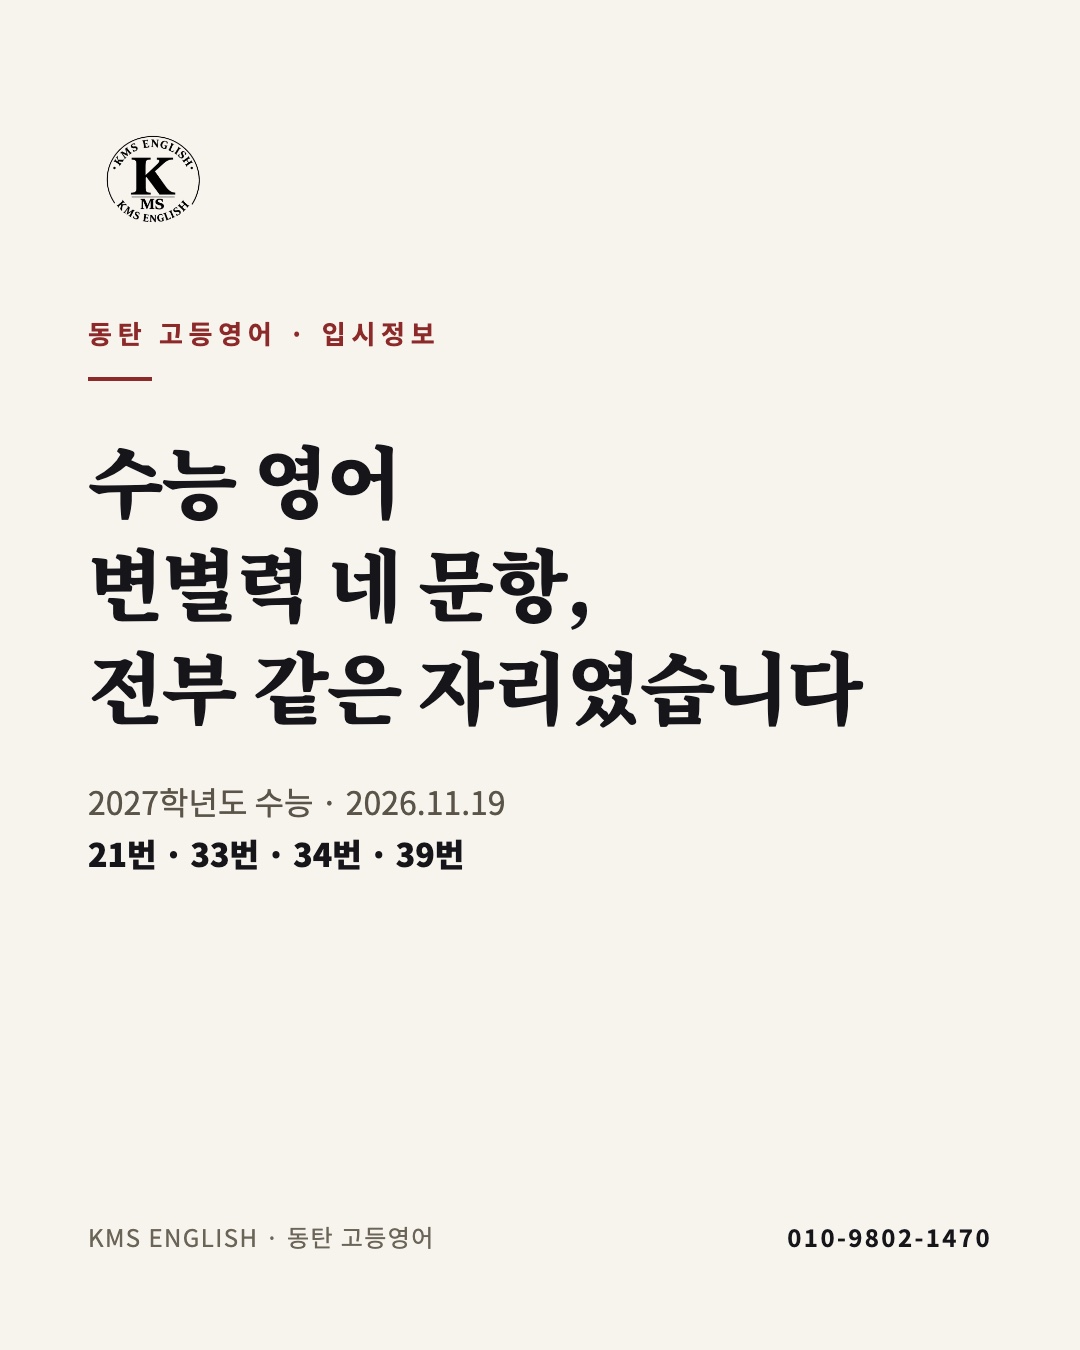 · KMS ENGLISH ·
K
MS
KMS ENGLISH
동탄 고등영어 · 입시정보
수능 영어
변별력 네 문항,
전부 같은 자리였습니다
2027학년도 수능 · 2026.11.19
21번 · 33번 · 34번 · 39번
KMS ENGLISH · 동탄 고등영어
010-9802-1470